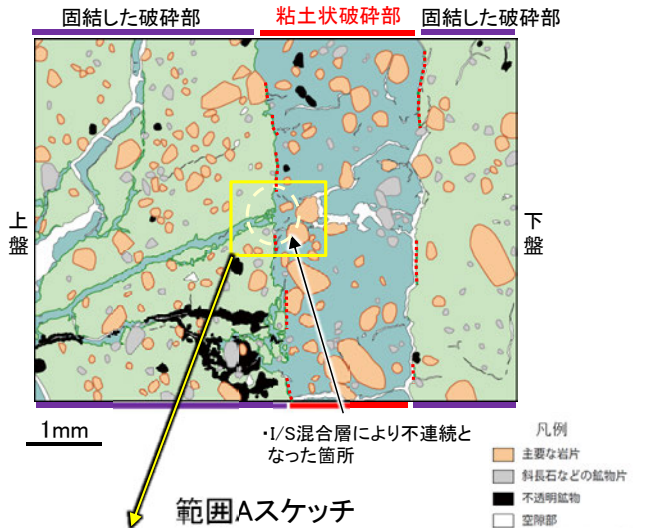 固結した破砕部
粘土状破砕部
固結した破砕部
上盤
下盤
1mm
・I/S混合層により不連続と
なった箇所
範囲Aスケッチ
凡例
主要な岩片
斜長石などの鉱物片
不透明鉱物
空隙部